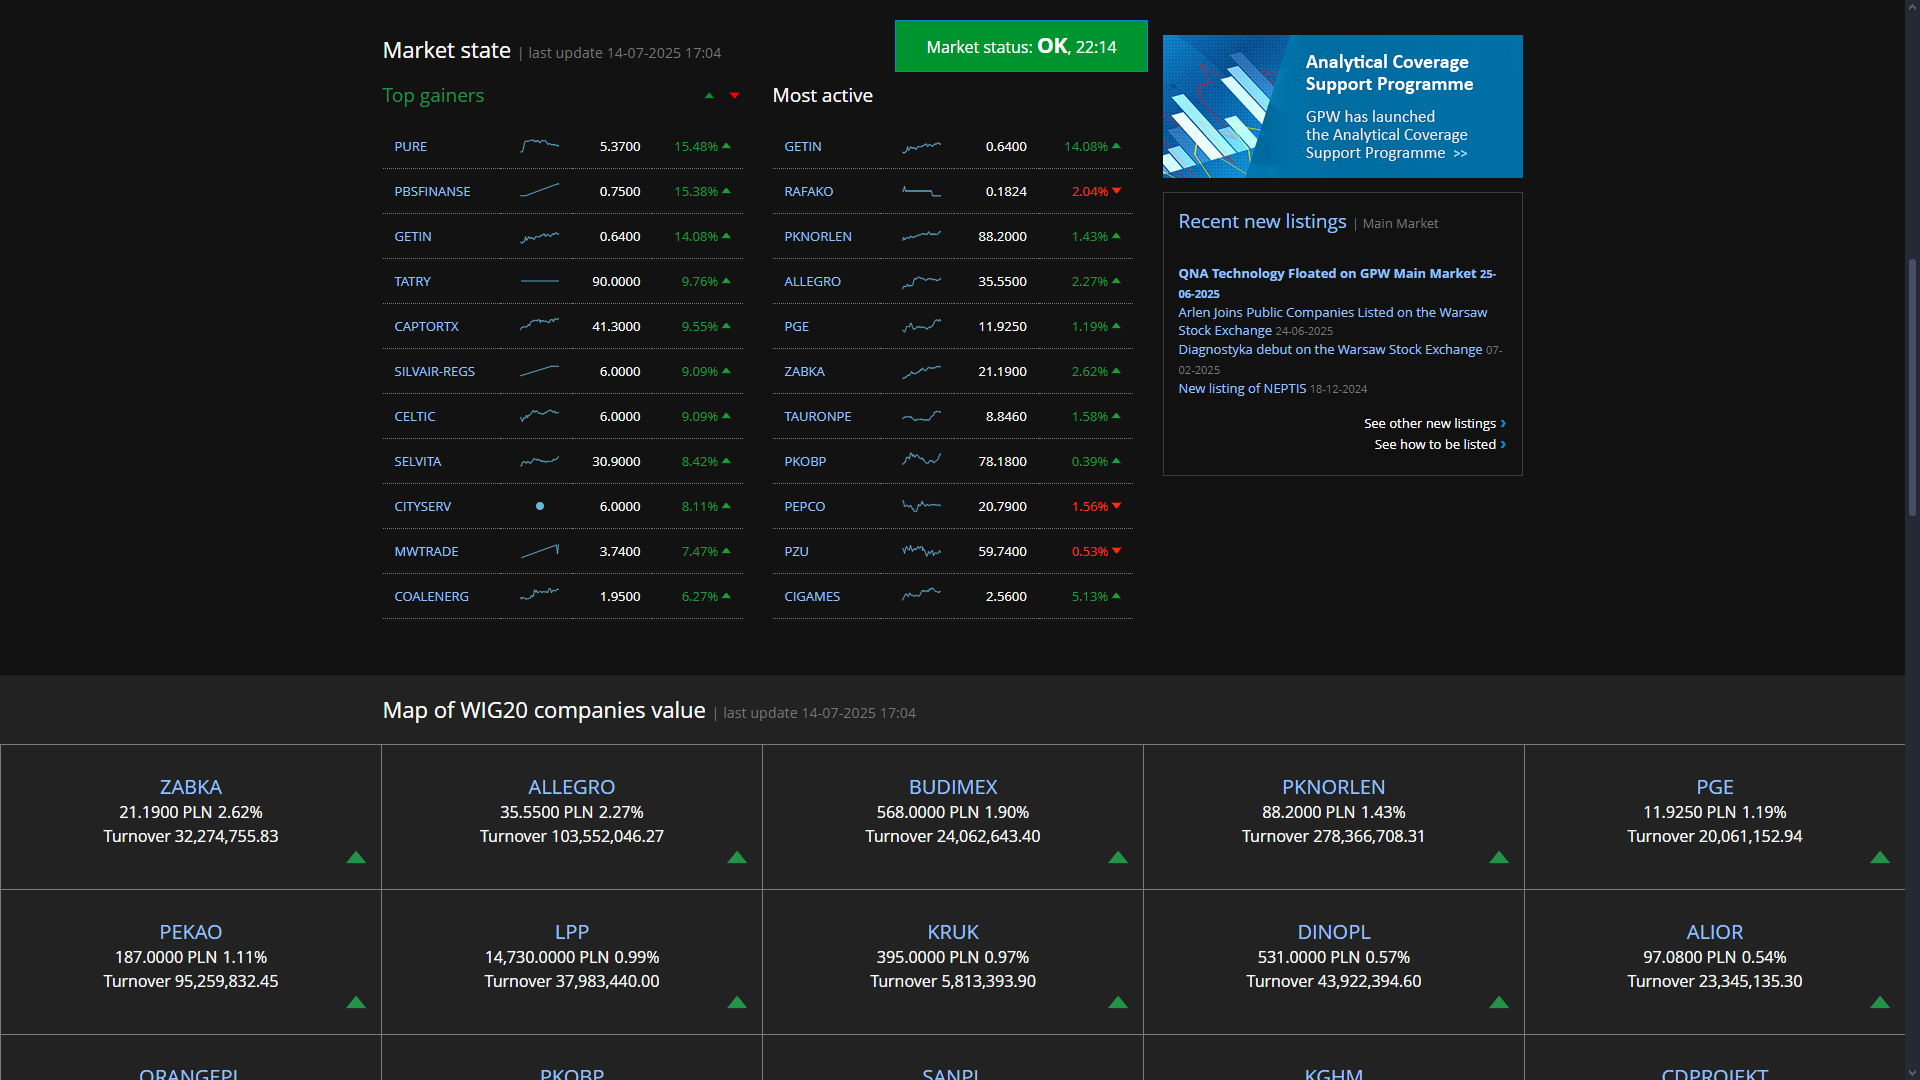 Market state | last update 14-07-2025 17:04
Market status: OK, 22:14
Top gainers
PURE 5.3700 15.48%
PBSFINANSE 0.7500 15.38%
GETIN 0.6400 14.08%
TATRY 90.0000 9.76%
CAPTORTX 41.3000 9.55%
SILVAIR-REGS 6.0000 9.09%
CELTIC 6.0000 9.09%
SELVITA 30.9000 8.42%
CITYSERV 6.0000 8.11%
MWTRADE 3.7400 7.47%
COALENERG 1.9500 6.27%
Most active
GETIN 0.6400 14.08%
RAFAKO 0.1824 2.04%
PKNORLEN 88.2000 1.43%
ALLEGRO 35.5500 2.27%
PGE 11.9250 1.19%
ZABKA 21.1900 2.62%
TAURONPE 8.8460 1.58%
PKOBP 78.1800 0.39%
PEPCO 20.7900 1.56%
PZU 59.7400 0.53%
CIGAMES 2.5600 5.13%
Analytical Coverage
Support Programme
GPW has launched
the Analytical Coverage
Support Programme >>
Recent new listings | Main Market
QNA Technology Floated on GPW Main Market 25-
06-2025
Arlen Joins Public Companies Listed on the Warsaw
Stock Exchange 24-06-2025
Diagnostyka debut on the Warsaw Stock Exchange 07-
02-2025
New listing of NEPTIS 18-12-2024
See other new listings ›
See how to be listed ›
Map of WIG20 companies value | last update 14-07-2025 17:04
ZABKA
21.1900 PLN 2.62%
Turnover 32,274,755.83
ALLEGRO
35.5500 PLN 2.27%
Turnover 103,552,046.27
BUDIMEX
568.0000 PLN 1.90%
Turnover 24,062,643.40
PKNORLEN
88.2000 PLN 1.43%
Turnover 278,366,708.31
PGE
11.9250 PLN 1.19%
Turnover 20,061,152.94
PEKAO
187.0000 PLN 1.11%
Turnover 95,259,832.45
LPP
14,730.0000 PLN 0.99%
Turnover 37,983,440.00
KRUK
395.0000 PLN 0.97%
Turnover 5,813,393.90
DINOPL
531.0000 PLN 0.57%
Turnover 43,922,394.60
ALIOR
97.0800 PLN 0.54%
Turnover 23,345,135.30
ORANGEPL
PKOBP
SANPL
KGHM
CDPROJEKT